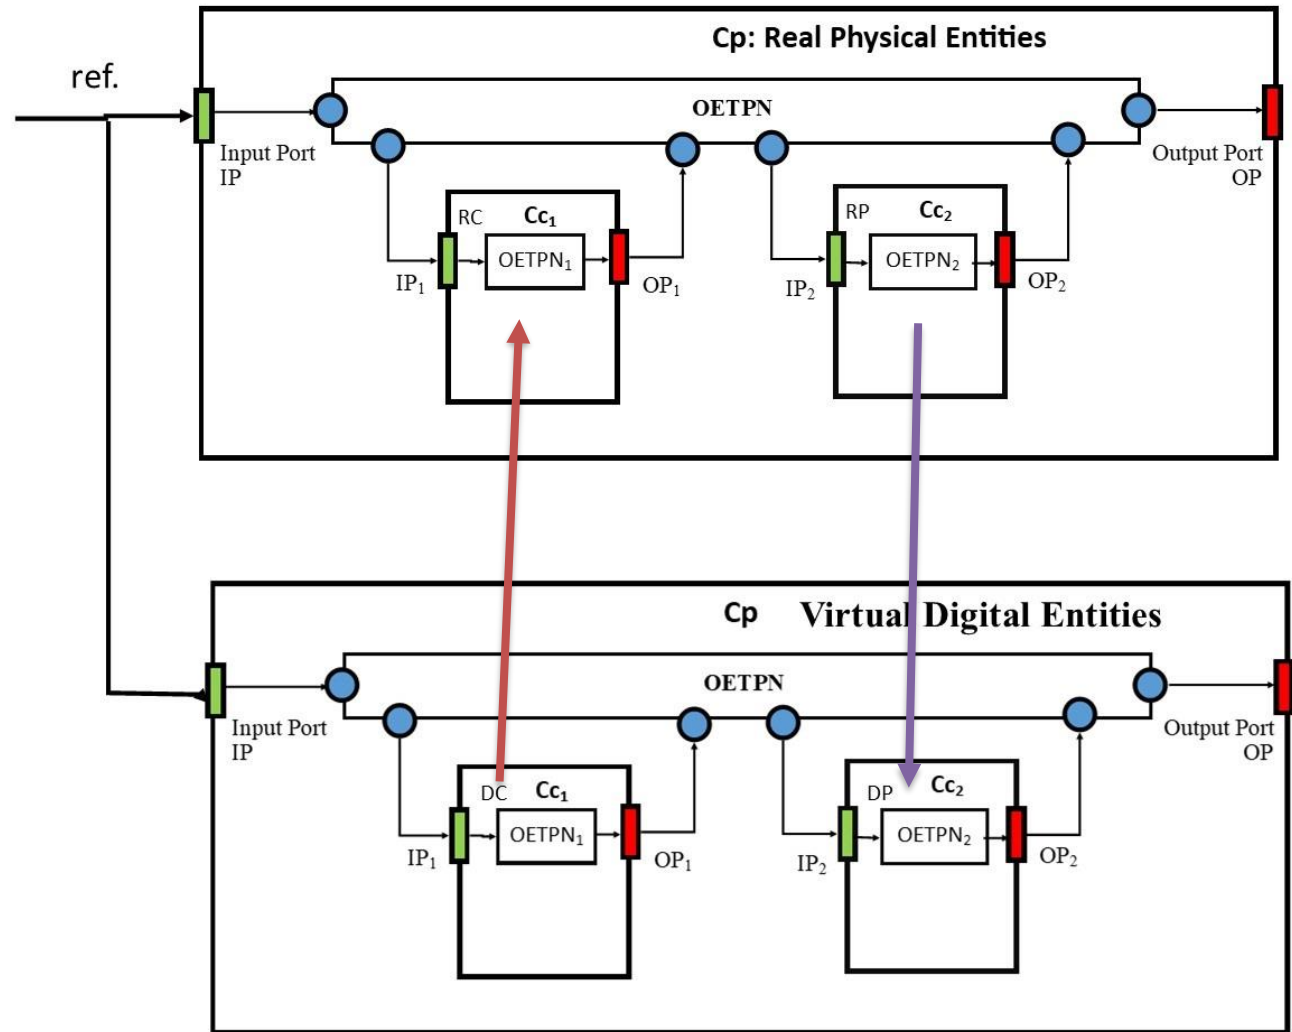 ref.
Cp: Real Physical Entities
OETPN
Input Port
IP
Output Port
OP
RC
Cc₁
OETPN₁
IP₁
OP₁
RP
Cc₂
OETPN₂
IP₂
OP₂
Cp Virtual Digital Entities
OETPN
Input Port
IP
Output Port
OP
DC
Cc₁
OETPN₁
IP₁
OP₁
DP
Cc₂
OETPN₂
IP₂
OP₂